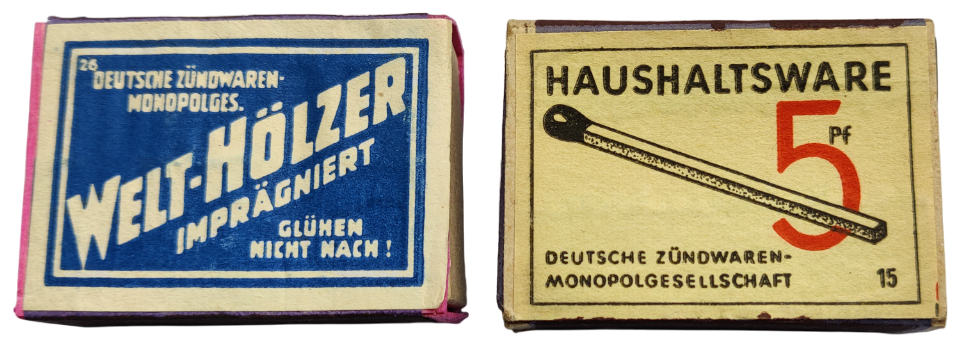 26
DEUTSCHE ZÜNDWAREN-
MONOPOLGES.
WELT-HÖLZER
IMPRÄGNIERT
GLÜHEN
NICHT NACH!
HAUSHALTSWARE
5 Pf
DEUTSCHE ZÜNDWAREN-
MONOPOLGESELLSCHAFT 15